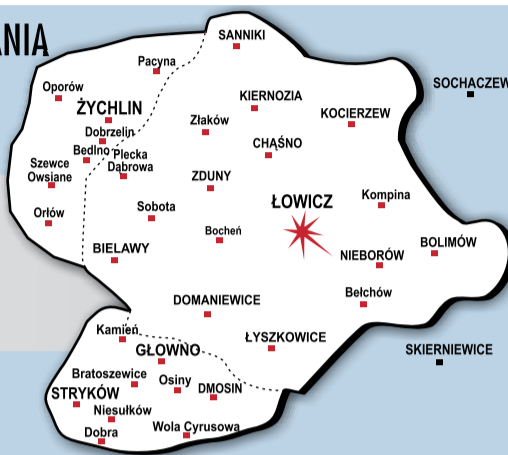 ANIA
SANNIKI
Pacyna
SOCHACZEW
Oporów
KIERNOZIA
ŻYCHLIN
KOCIERZEW
Złaków
Dobrzelin
CHĄŚNO
Bedlno
Plecka
Dąbrowa
Szewce
Owsiane
ZDUNY
ŁOWICZ
Kompina
Orłów
Sobota
Bocheń
BIELAWY
NIEBORÓW
BOLIMÓW
Bełchów
DOMANIEWICE
Kamień
ŁYSZKOWICE
GŁOWNO
SKIERNIEWICE
Bratoszewice
Osiny
STRYKÓW
DMOSIN
Niesułków
Dobra
Wola Cyrusowa